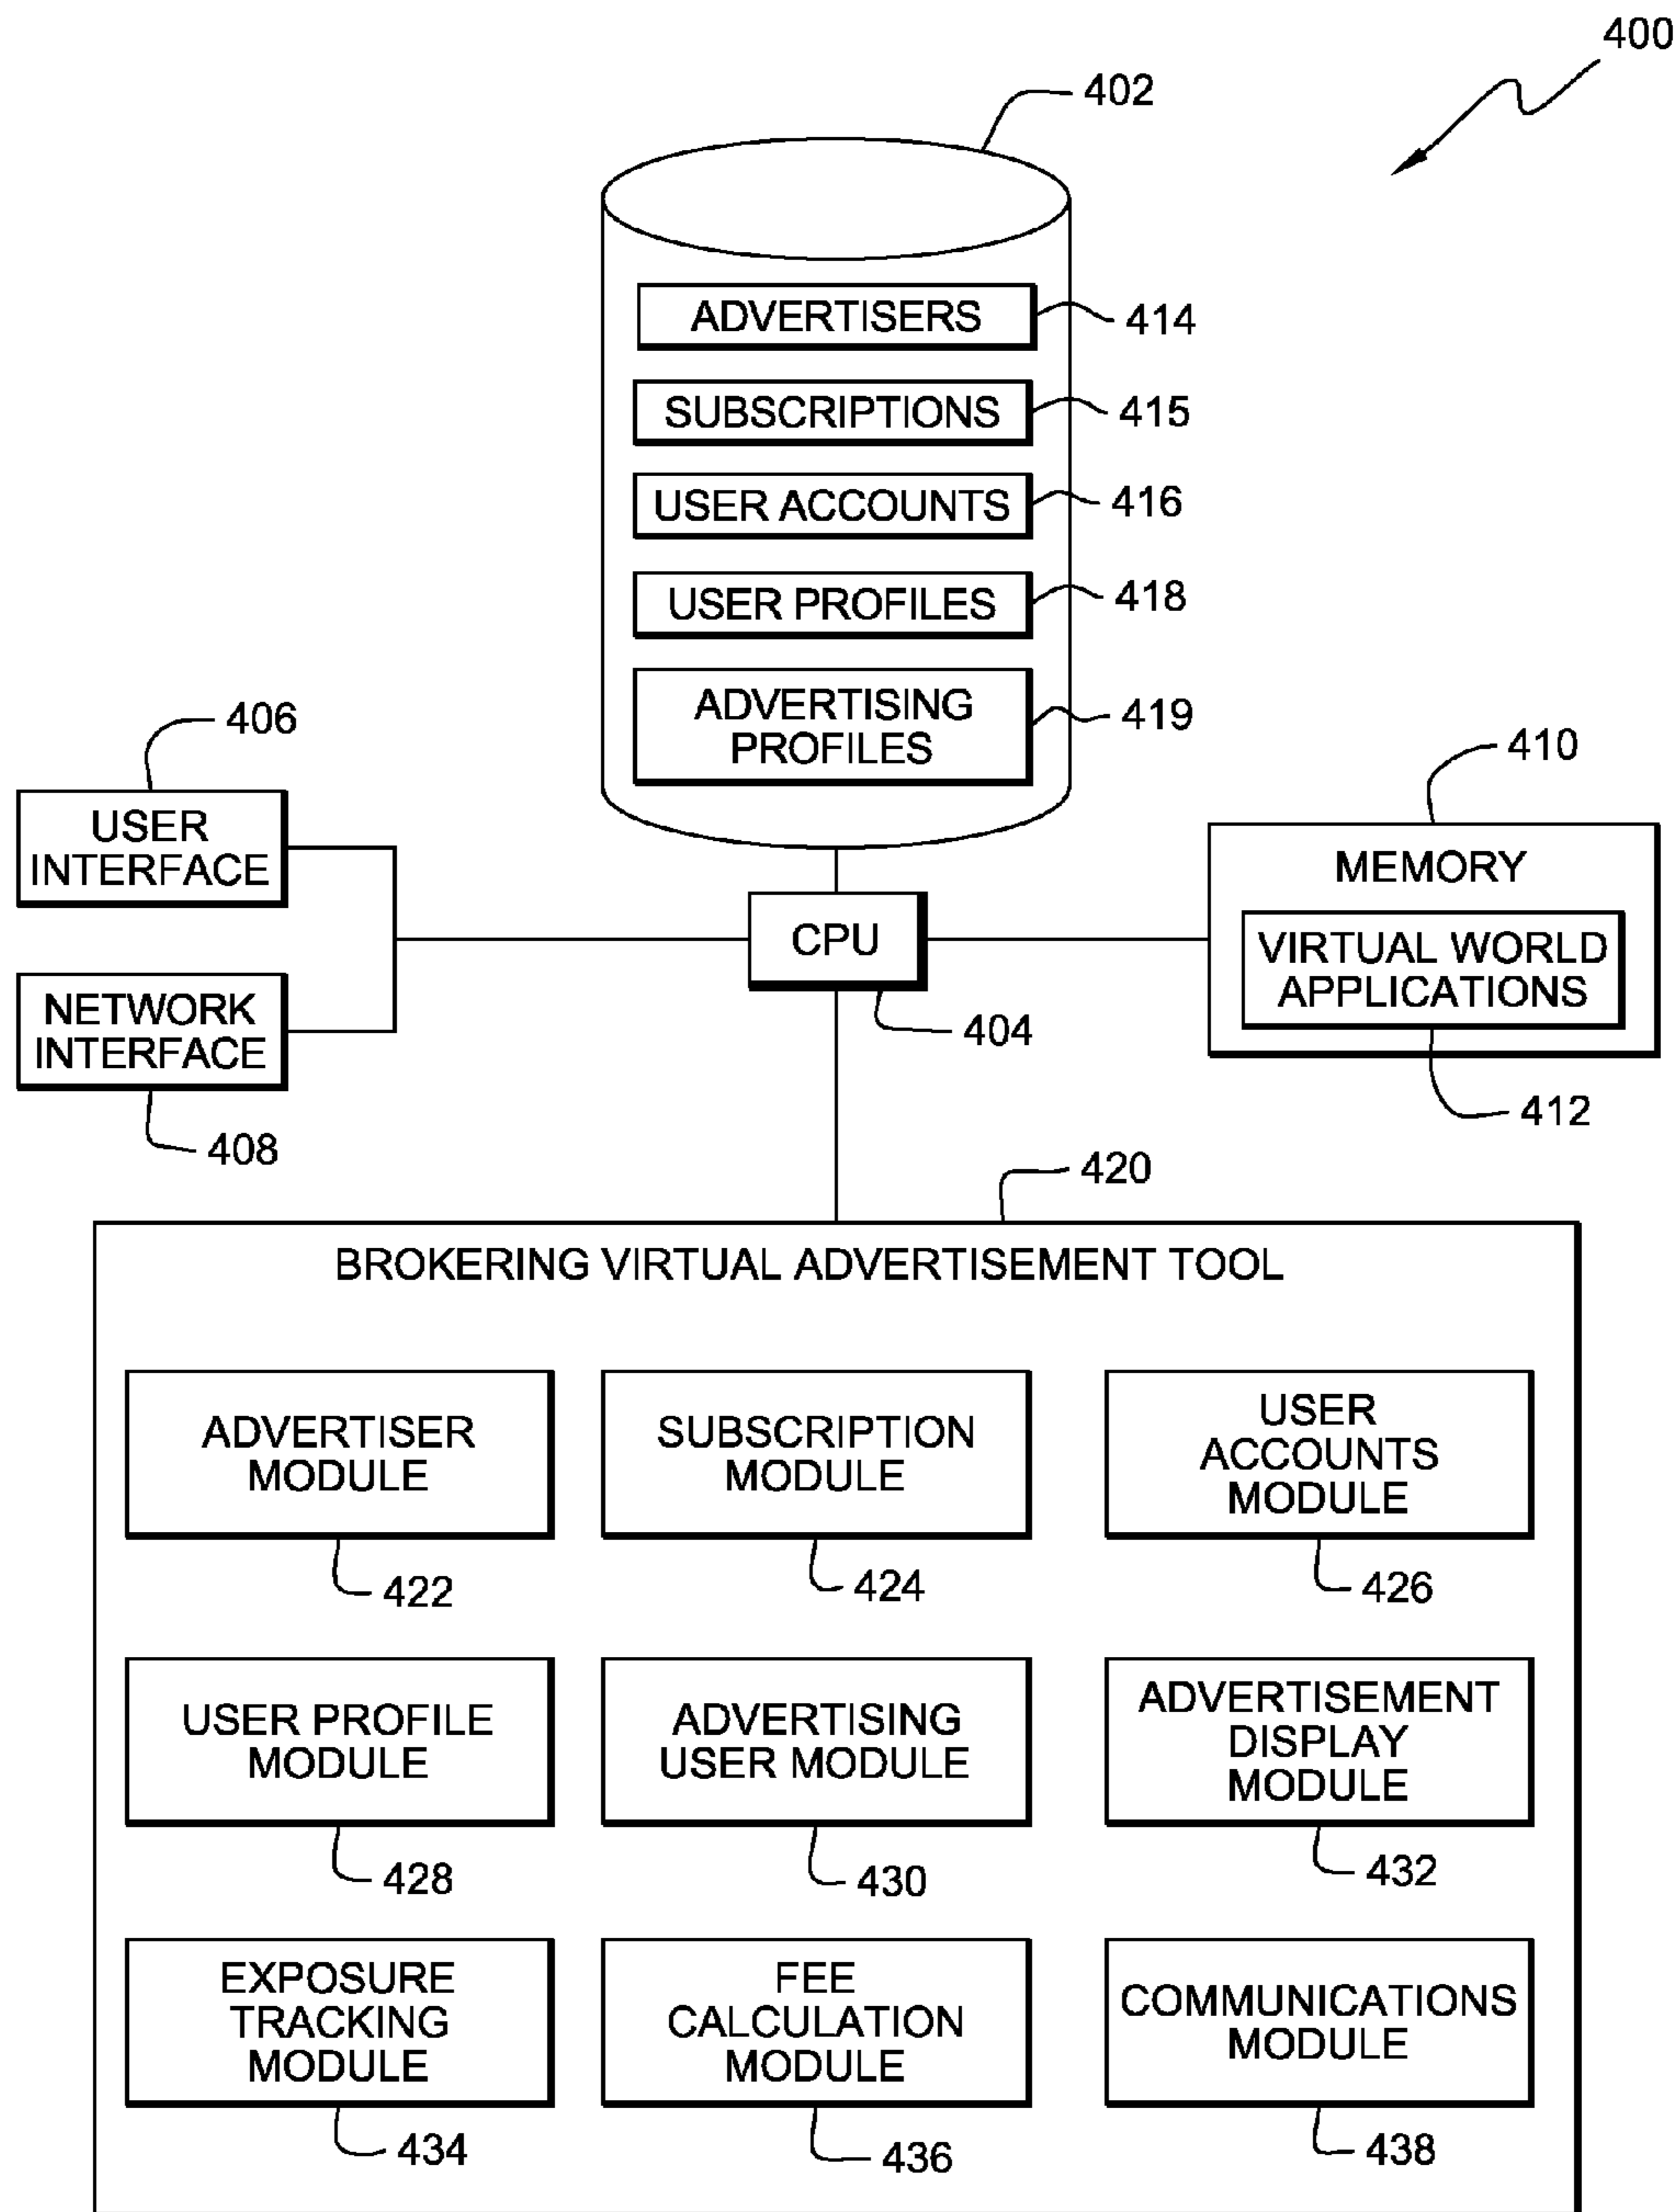 400
402
ADVERTISERS
414
SUBSCRIPTIONS
415
USER ACCOUNTS
416
USER PROFILES
418
ADVERTISING
PROFILES
419
406
USER
INTERFACE
NETWORK
INTERFACE
408
CPU
404
410
MEMORY
VIRTUAL WORLD
APPLICATIONS
412
420
BROKERING VIRTUAL ADVERTISEMENT TOOL
ADVERTISER
MODULE
422
SUBSCRIPTION
MODULE
424
USER
ACCOUNTS
MODULE
426
USER PROFILE
MODULE
428
ADVERTISING
USER MODULE
430
ADVERTISEMENT
DISPLAY
MODULE
432
EXPOSURE
TRACKING
MODULE
434
FEE
CALCULATION
MODULE
436
COMMUNICATIONS
MODULE
438